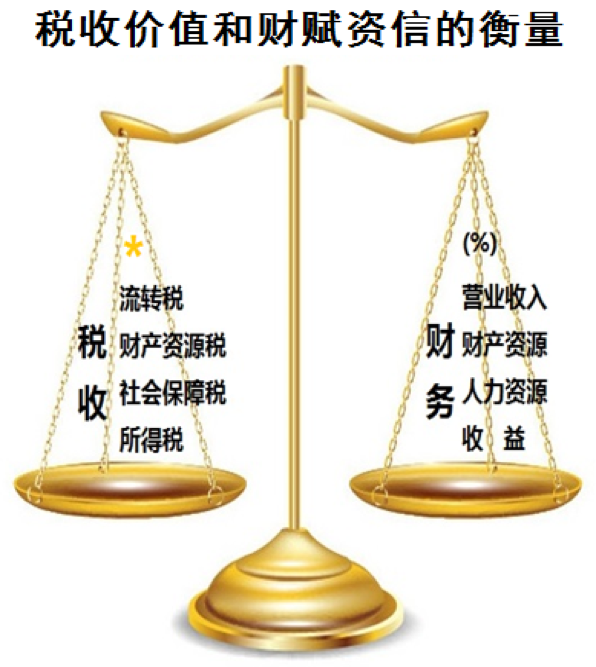 税收价值和财赋资信的衡量
*
税收
流转税
财产资源税
社会保障税
所得税
(%)
财务
营业收入
财产资源
人力资源
收 益